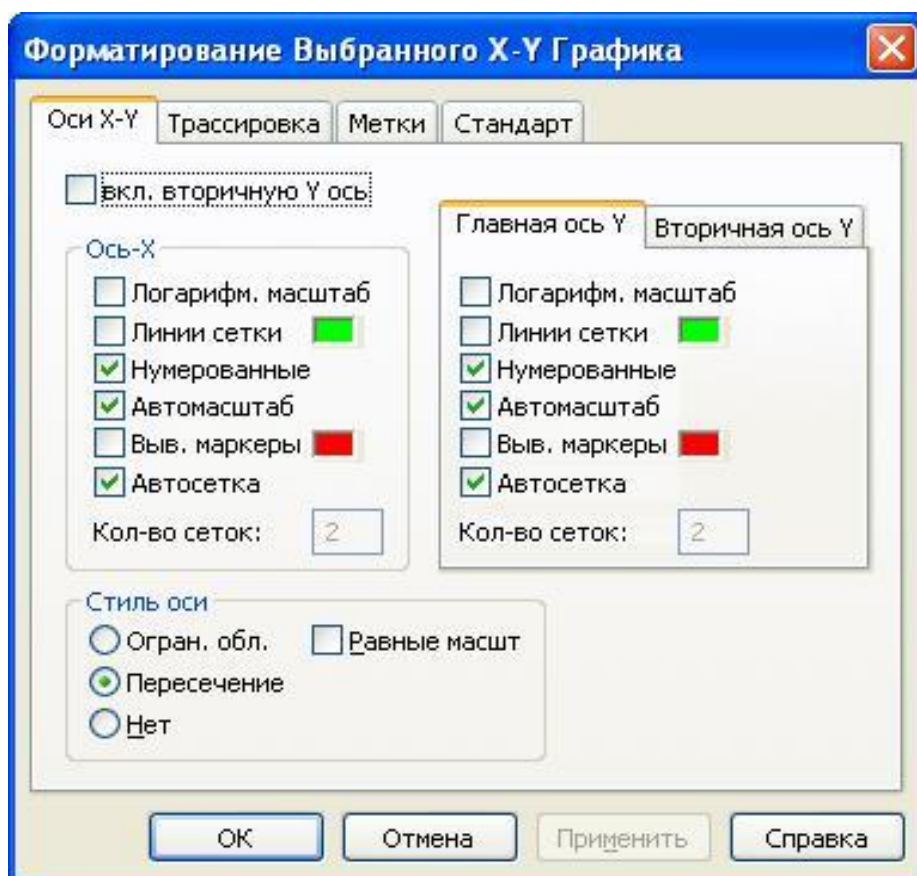 Форматирование Выбранного X-Y Графика
Оси X-Y
Трассировка
Метки
Стандарт
вкл. вторичную Y ось
Ось-X
Логарифм. масштаб
Линии сетки
Нумерованные
Автомасштаб
Выв. маркеры
Автосетка
Кол-во сеток: 2
Главная ось Y
Вторичная ось Y
Логарифм. масштаб
Линии сетки
Нумерованные
Автомасштаб
Выв. маркеры
Автосетка
Кол-во сеток: 2
Стиль оси
Огран. обл.
Равные масшт
Пересечение
Нет
ОК
Отмена
Применить
Справка